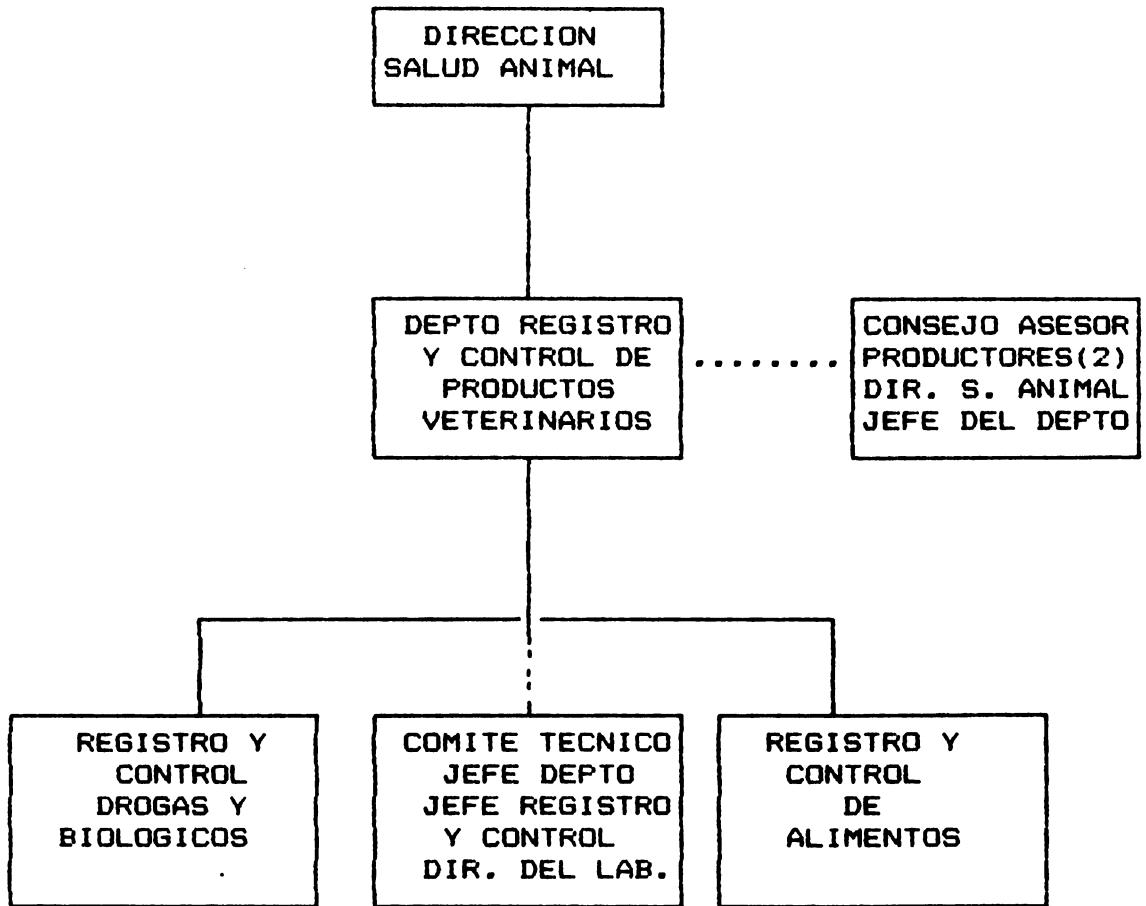 DIRECCION
SALUD ANIMAL
DEPTO REGISTRO
Y CONTROL DE
PRODUCTOS
VETERINARIOS
CONSEJO ASESOR
PRODUCTORES(2)
DIR. S. ANIMAL
JEFE DEL DEPTO
REGISTRO Y
CONTROL
DROGAS Y
BIOLOGICOS
COMITE TECNICO
JEFE DEPTO
JEFE REGISTRO
Y CONTROL
DIR. DEL LAB.
REGISTRO Y
CONTROL
DE
ALIMENTOS